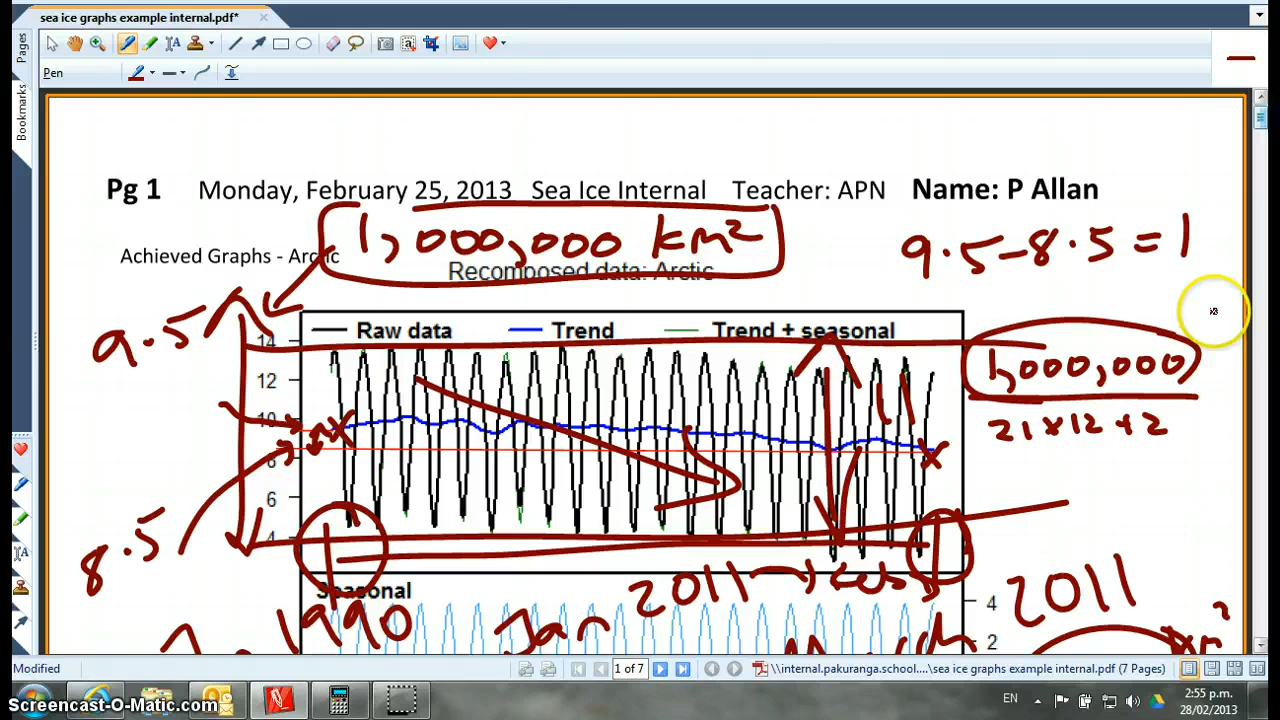 sea ice graphs example internal.pdf*
Pages
Bookmarks
Pen
Pg 1 Monday, February 25, 2013 Sea Ice Internal Teacher: APN Name: P Allan
1,000,000 km²
9.5-8.5=1
Achieved Graphs - Arctic
Recomposed data: Arctic
9.5
Raw data Trend Trend + seasonal
14
12
10
8
6
4
1,000,000
21x12+2
8.5
Seasonal
2011
4
2
1990
Jan
2011
March
Modified
1 of 7
\\internal.pakuranga.school....\sea ice graphs example internal.pdf (7 Pages)
EN
2:55 p.m.
28/02/2013
Screencast-O-Matic.com